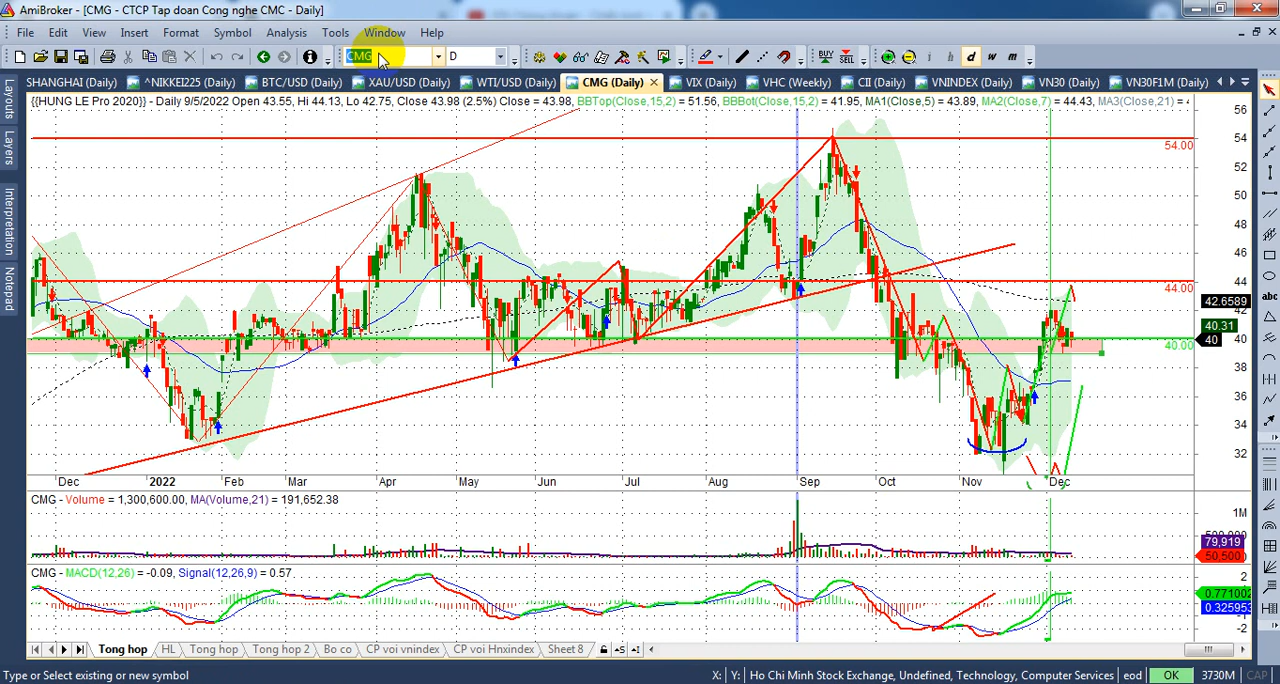 AmiBroker - [CMG - CTCP Tap doan Cong nghe CMC - Daily]
File Edit View Insert Format Symbol Analysis Tools Window Help
CMG D BUY SELL i h d w m
SHANGHAI (Daily) ^NIKKEI225 (Daily) BTC/USD (Daily) XAU/USD (Daily) WTI/USD (Daily) CMG (Daily) VIX (Daily) VHC (Weekly) CII (Daily) VNINDEX (Daily) VN30 (Daily) VN30F1M (Daily)
{{HUNG LE Pro 2020}} - Daily 9/5/2022 Open 43.55, Hi 44.13, Lo 42.75, Close 43.98 (2.5%) Close = 43.98, BBTop(Close,15,2) = 51.56, BBBot(Close,15,2) = 41.95, MA1(Close,5) = 43.89, MA2(Close,7) = 44.43, MA3(Close,21) =
Layouts
Layers
Interpretation
Notepad
abc
56
54
54.00
52
50
48
46
44
44.00
42.6589
42
40.31
40
40.00
38
36
34
32
Dec 2022 Feb Mar Apr May Jun Jul Aug Sep Oct Nov Dec
CMG - Volume = 1,300,600.00, MA(Volume,21) = 191,652.38
1M
79,919
50,500
CMG - MACD(12,26) = -0.09, Signal(12,26,9) = 0.57
2
0.771002
0.325953
-2
Tong hop HL Tong hop Tong hop 2 Bo oo CP voi vnindex CP voi Hnxindex Sheet 8
Type or Select existing or new symbol X: Y: Ho Chi Minh Stock Exchange, Undefined, Technology, Computer Services eod OK 3730M CAP